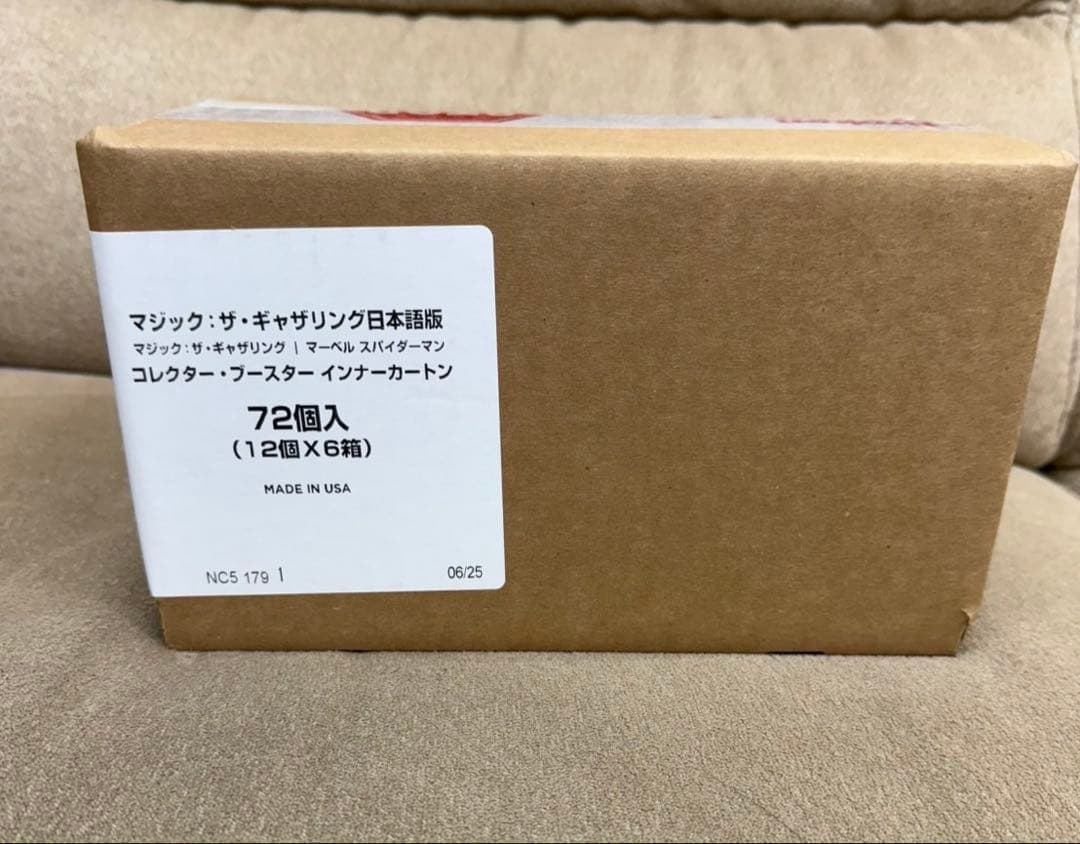 マジック：ザ・ギャザリング日本語版
マジック：ザ・ギャザリング | マーベル スパイダーマン
コレクター・ブースター インナーカートン
72個入
（12個X6箱）
MADE IN USA
NC5 179 1
06/25